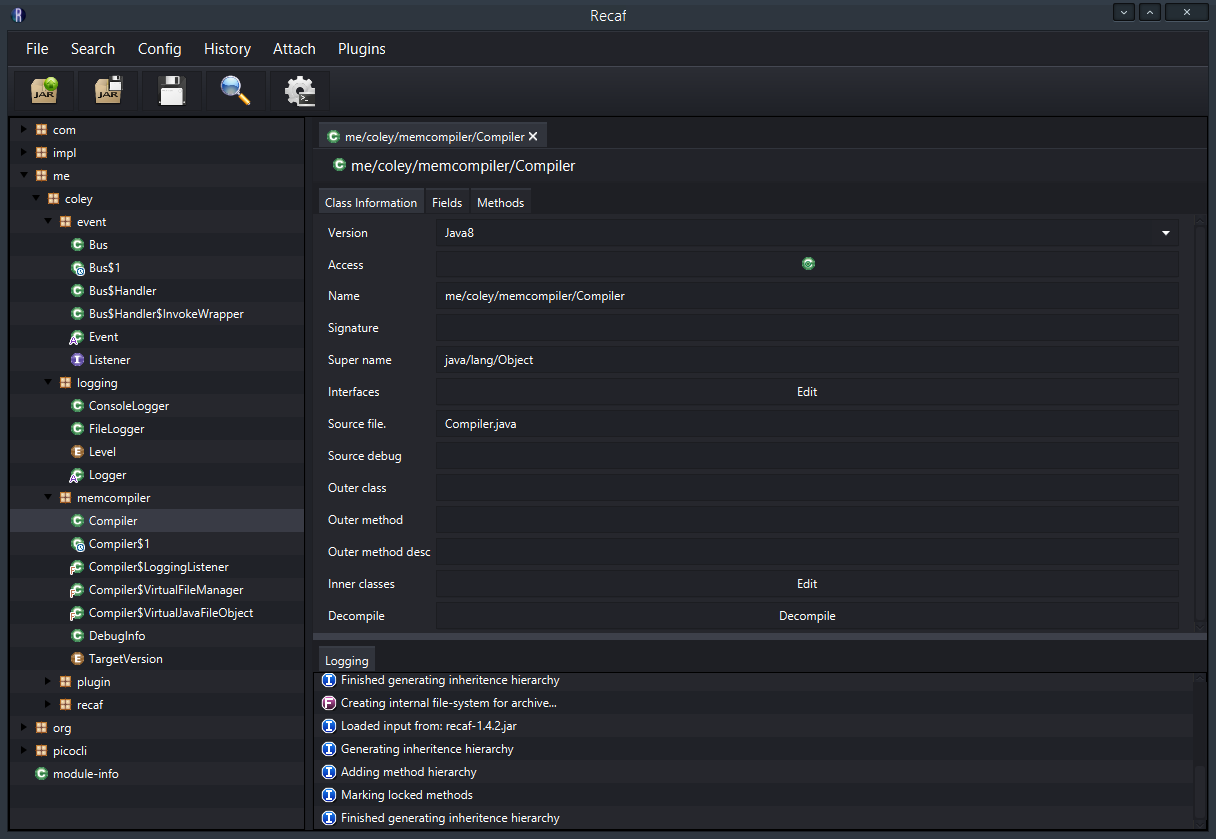 Recaf
File Search Config History Attach Plugins
JAR JAR
com
impl
me
coley
event
Bus
Bus$1
Bus$Handler
Bus$Handler$InvokeWrapper
Event
Listener
logging
ConsoleLogger
FileLogger
Level
Logger
memcompiler
Compiler
Compiler$1
Compiler$LoggingListener
Compiler$VirtualFileManager
Compiler$VirtualJavaFileObject
DebugInfo
TargetVersion
plugin
recaf
org
picocli
module-info
me/coley/memcompiler/Compiler
me/coley/memcompiler/Compiler
Class Information Fields Methods
Version Java8
Access
Name me/coley/memcompiler/Compiler
Signature
Super name java/lang/Object
Interfaces Edit
Source file. Compiler.java
Source debug
Outer class
Outer method
Outer method desc
Inner classes Edit
Decompile Decompile
Logging
Finished generating inheritence hierarchy
Creating internal file-system for archive...
Loaded input from: recaf-1.4.2.jar
Generating inheritence hierarchy
Adding method hierarchy
Marking locked methods
Finished generating inheritence hierarchy